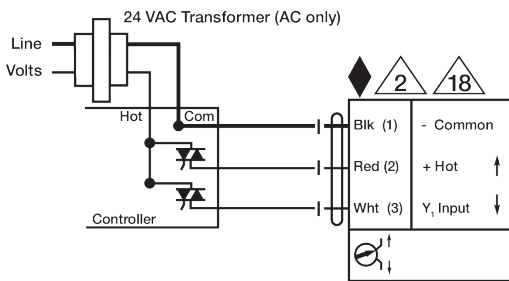 24 VAC Transformer (AC only)
Line
Volts
Hot
Com
2
18
Blk (1)
- Common
Red (2)
+ Hot
Wht (3)
Y₁ Input
Controller